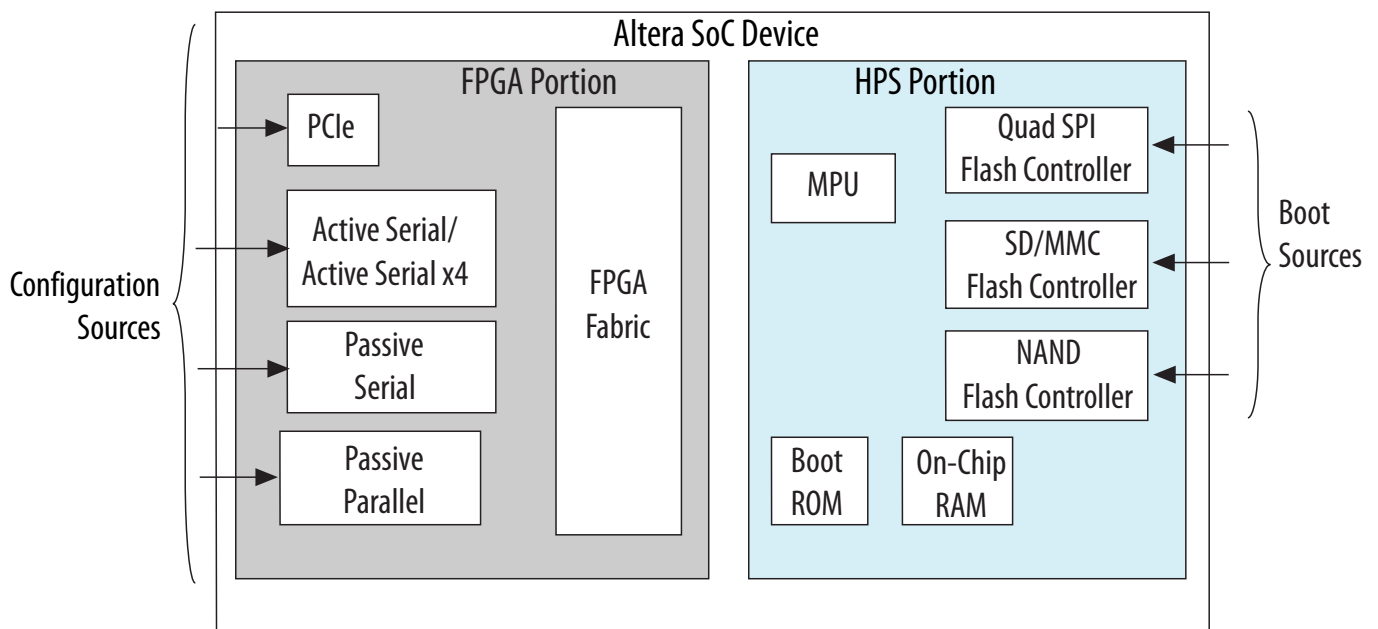 Altera SoC Device
FPGA Portion
PCIe
Active Serial/
Active Serial x4
Passive
Serial
Passive
Parallel
FPGA
Fabric
Configuration
Sources
HPS Portion
MPU
Quad SPI
Flash Controller
SD/MMC
Flash Controller
NAND
Flash Controller
Boot
ROM
On-Chip
RAM
Boot
Sources